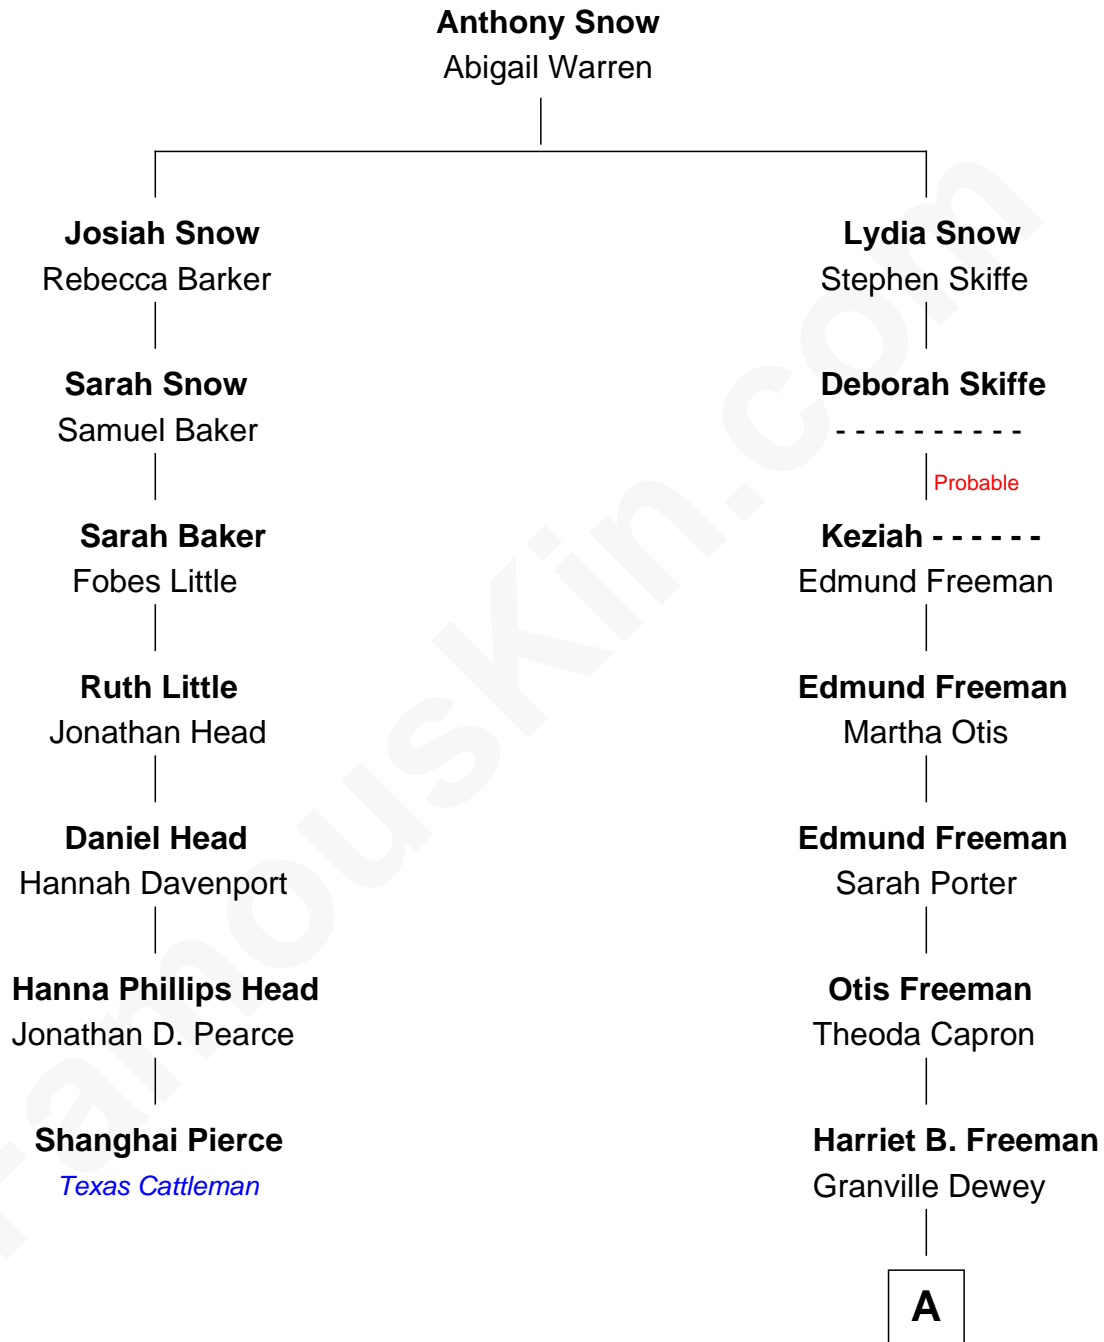 Anthony Snow
Abigail Warren
Josiah Snow
Rebecca Barker
Lydia Snow
Stephen Skiffe
Sarah Snow
Samuel Baker
Deborah Skiffe
- - - - - - - - - -
Probable
Sarah Baker
Fobes Little
Keziah - - - - - -
Edmund Freeman
Ruth Little
Jonathan Head
Edmund Freeman
Martha Otis
Daniel Head
Hannah Davenport
Edmund Freeman
Sarah Porter
Hanna Phillips Head
Jonathan D. Pearce
Otis Freeman
Theoda Capron
Shanghai Pierce
Texas Cattleman
Harriet B. Freeman
Granville Dewey
A
FamousKin.com